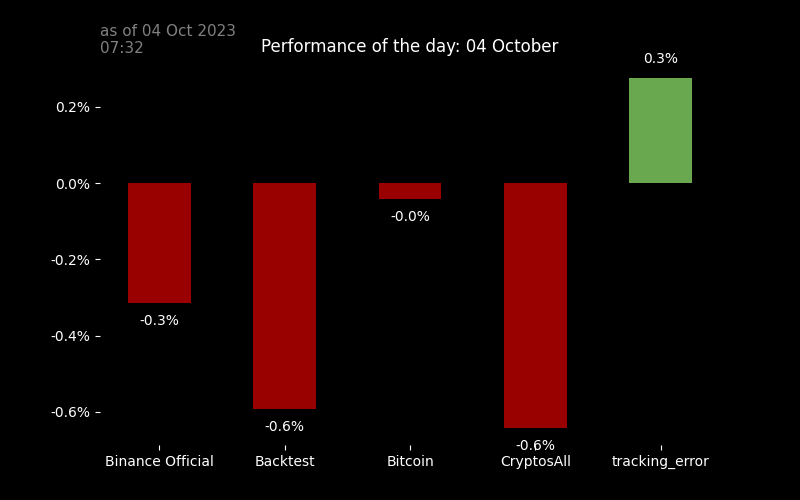 as of 04 Oct 2023
07:32
Performance of the day: 04 October
0.3%
0.2%
0.0%
-0.0%
-0.2%
-0.3%
-0.4%
-0.6%
-0.6%
-0.6%
Binance Official
Backtest
Bitcoin
CryptosAll
tracking_error